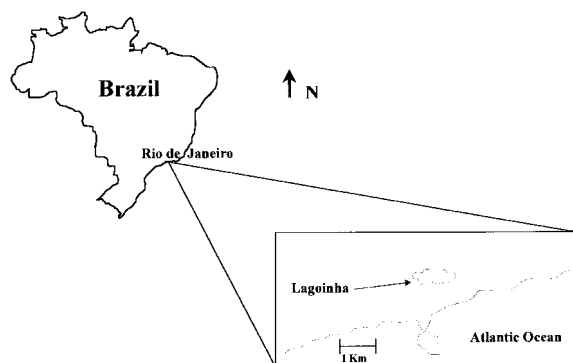 Brazil
N
Rio de Janeiro
Lagoinha
1 Km
Atlantic Ocean